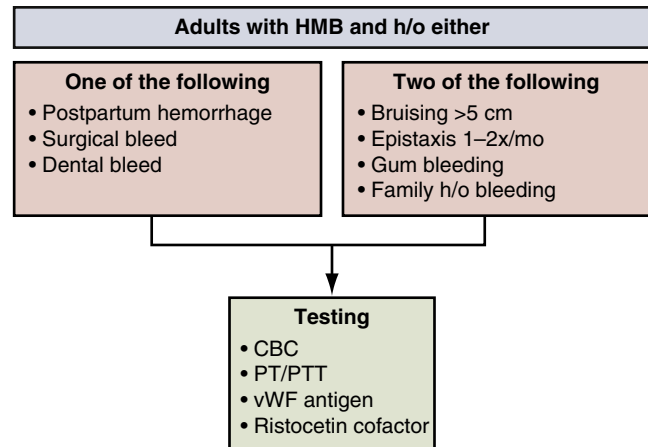 Adults with HMB and h/o either
One of the following
• Postpartum hemorrhage
• Surgical bleed
• Dental bleed
Two of the following
• Bruising >5 cm
• Epistaxis 1–2x/mo
• Gum bleeding
• Family h/o bleeding
Testing
• CBC
• PT/PTT
• vWF antigen
• Ristocetin cofactor